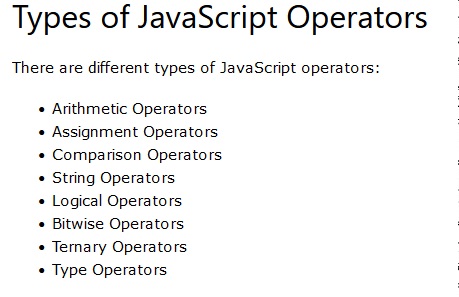 Types of JavaScript Operators
There are different types of JavaScript operators:
• Arithmetic Operators
• Assignment Operators
• Comparison Operators
• String Operators
• Logical Operators
• Bitwise Operators
• Ternary Operators
• Type Operators